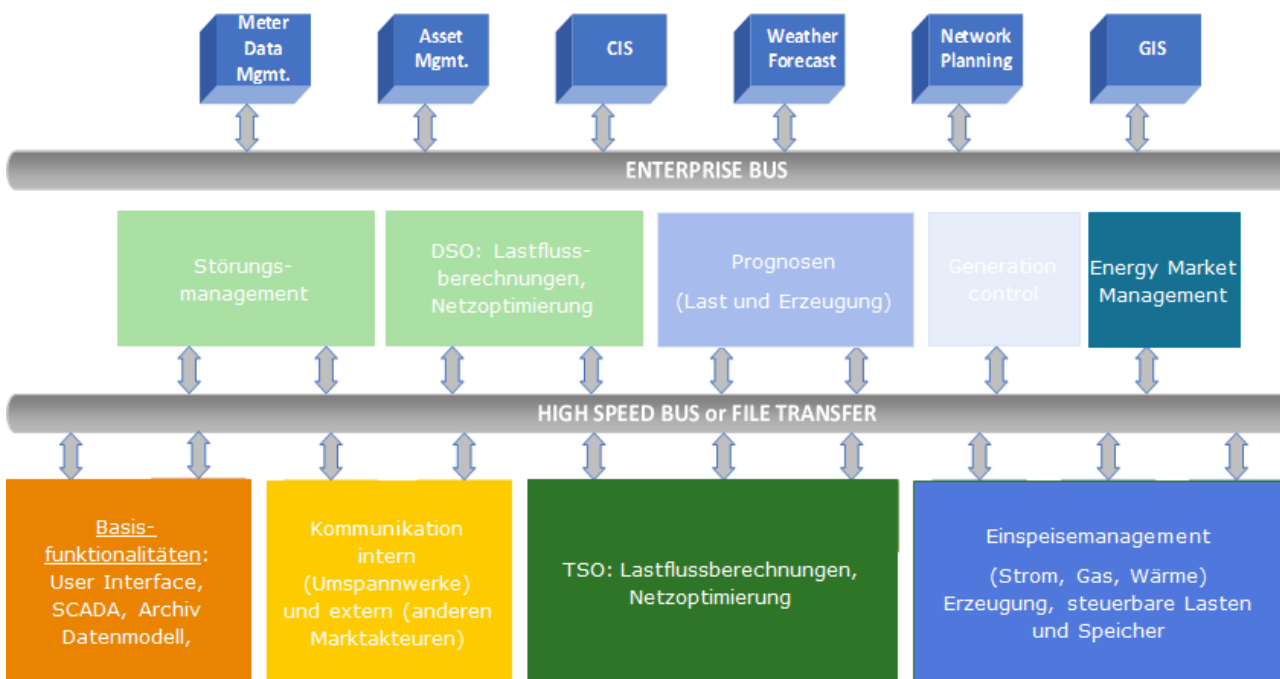 Meter
Data
Mgmt.
Asset
Mgmt.
CIS
Weather
Forecast
Network
Planning
GIS
ENTERPRISE BUS
Störungs-
management
DSO: Lastfluss-
berechnungen,
Netzoptimierung
Prognosen
(Last und Erzeugung)
Generation
control
Energy Market
Management
HIGH SPEED BUS or FILE TRANSFER
Basis-
funktionalitäten:
User Interface,
SCADA, Archiv
Datenmodell,
Kommunikation
intern
(Umspannwerke)
und extern (anderen
Marktakteuren)
TSO: Lastflussberechnungen,
Netzoptimierung
Einspeisemanagement
(Strom, Gas, Wärme)
Erzeugung, steuerbare Lasten
und Speicher